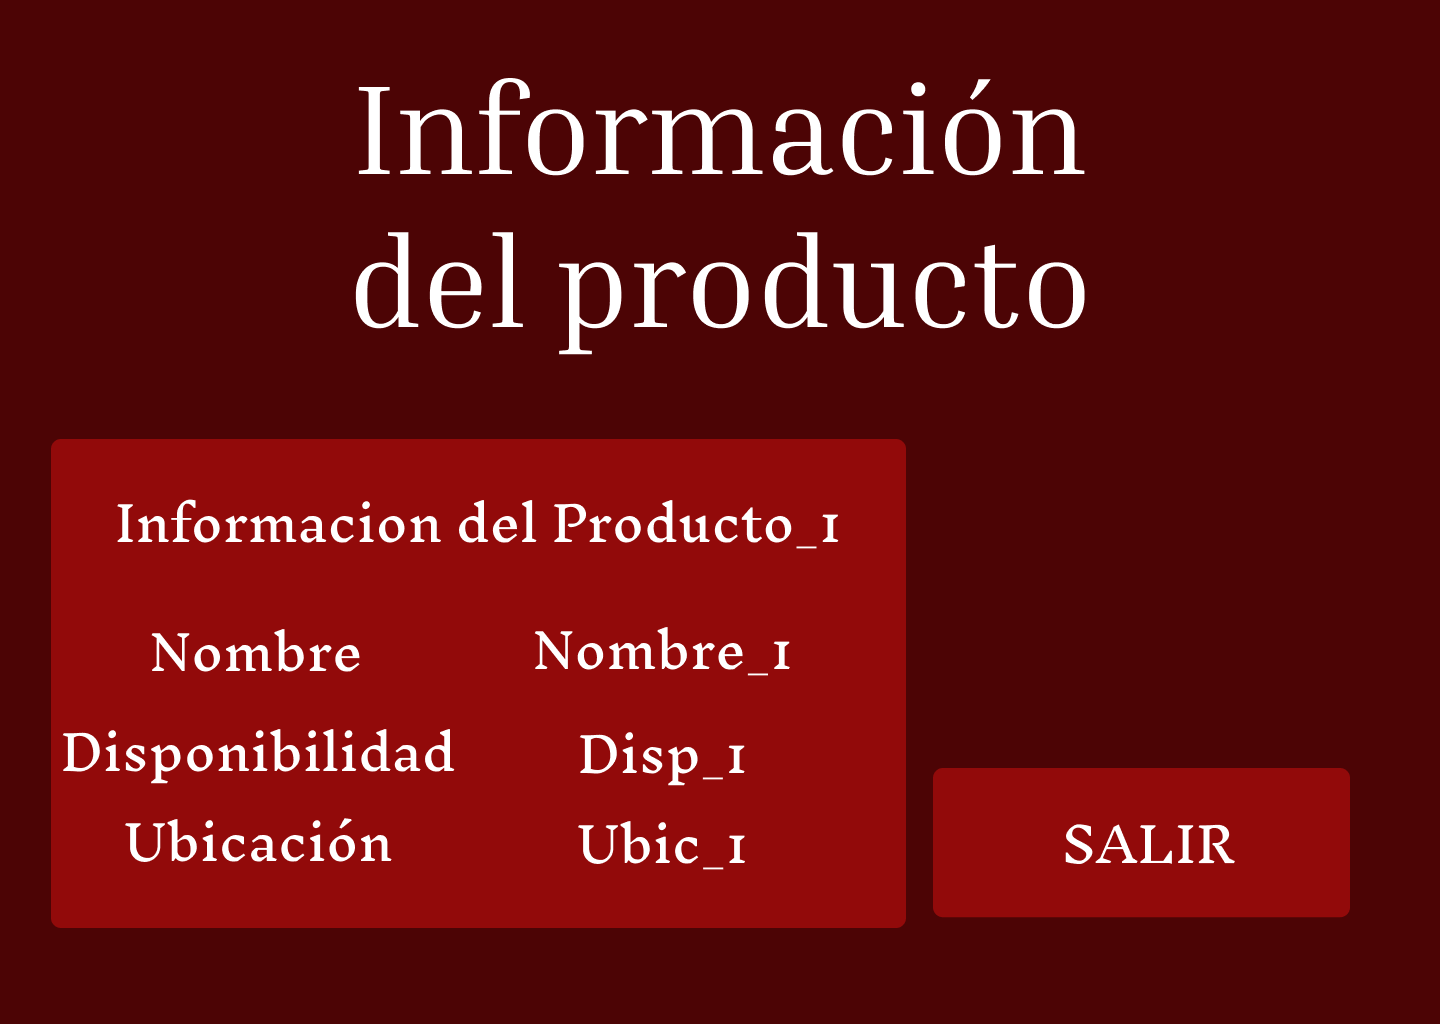 Información
del producto
Informacion del Producto_1
Nombre Nombre_1
Disponibilidad Disp_1
Ubicación Ubic_1
SALIR